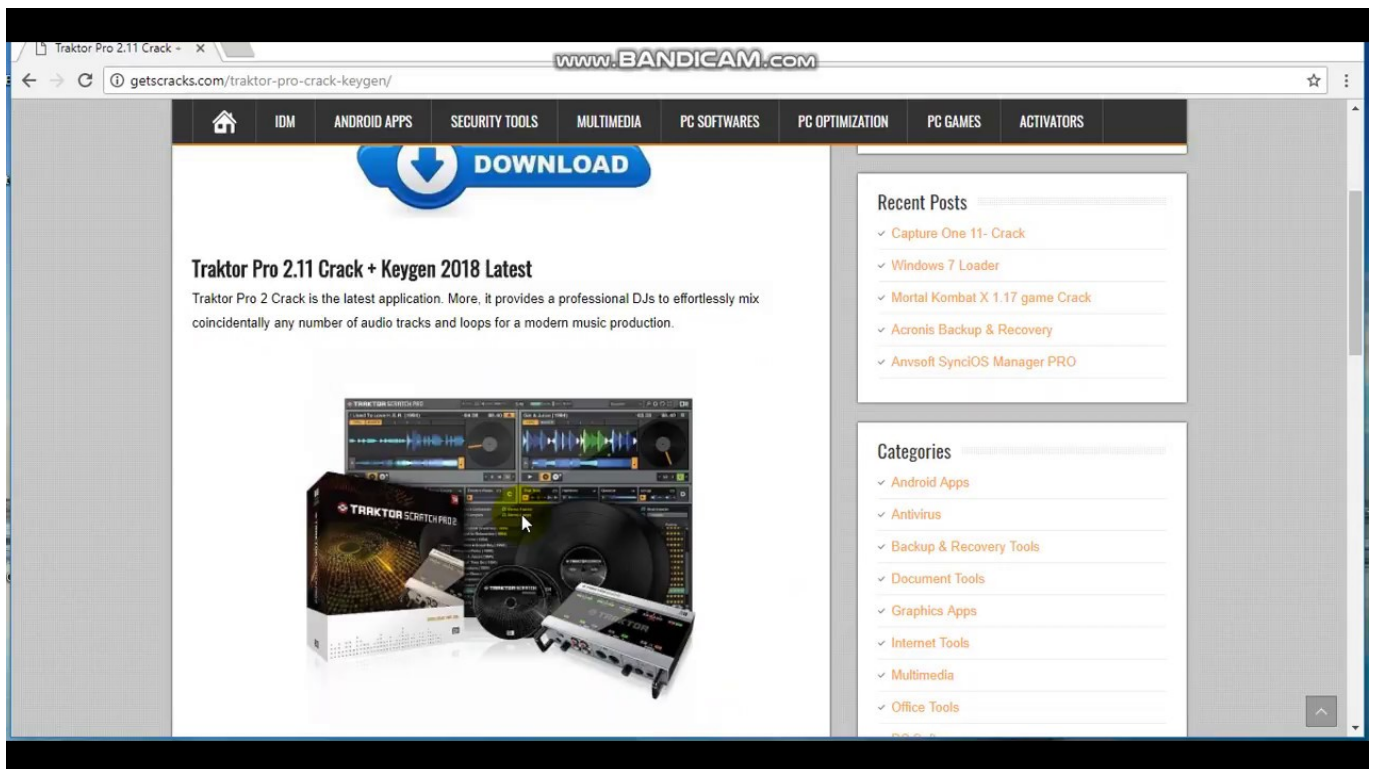 Traktor Pro 2.11 Crack +
www.BANDICAM.com
getscracks.com/traktor-pro-crack-keygen/
IDM ANDROID APPS SECURITY TOOLS MULTIMEDIA PC SOFTWARES PC OPTIMIZATION PC GAMES ACTIVATORS
DOWNLOAD
Traktor Pro 2.11 Crack + Keygen 2018 Latest
Traktor Pro 2 Crack is the latest application. More, it provides a professional DJs to effortlessly mix
coincidentally any number of audio tracks and loops for a modern music production.
TRAKTOR SCRATCH PRO
TRAKTOR SCRATCH PRO 2
TRAKTOR SCRATCH
TRAKTOR
Recent Posts
Capture One 11- Crack
Windows 7 Loader
Mortal Kombat X 1.17 game Crack
Acronis Backup & Recovery
Anvsoft SynciOS Manager PRO
Categories
Android Apps
Antivirus
Backup & Recovery Tools
Document Tools
Graphics Apps
Internet Tools
Multimedia
Office Tools